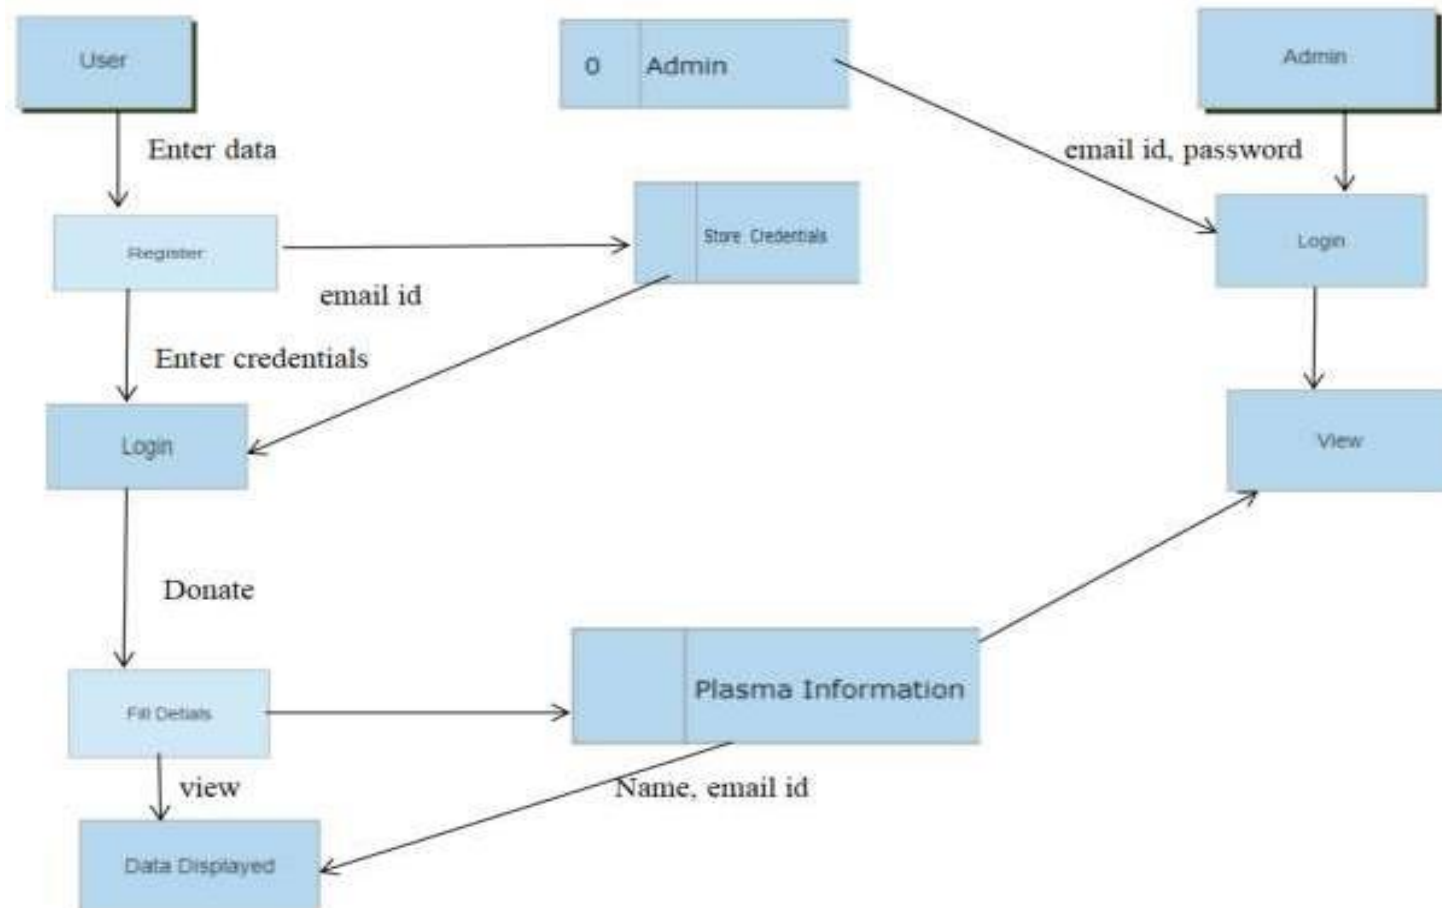 User
0 Admin
Admin
Enter data
email id, password
Register
Store Credentials
Login
email id
Enter credentials
Login
View
Donate
Fill Detials
Plasma Information
view
Name, email id
Data Displayed